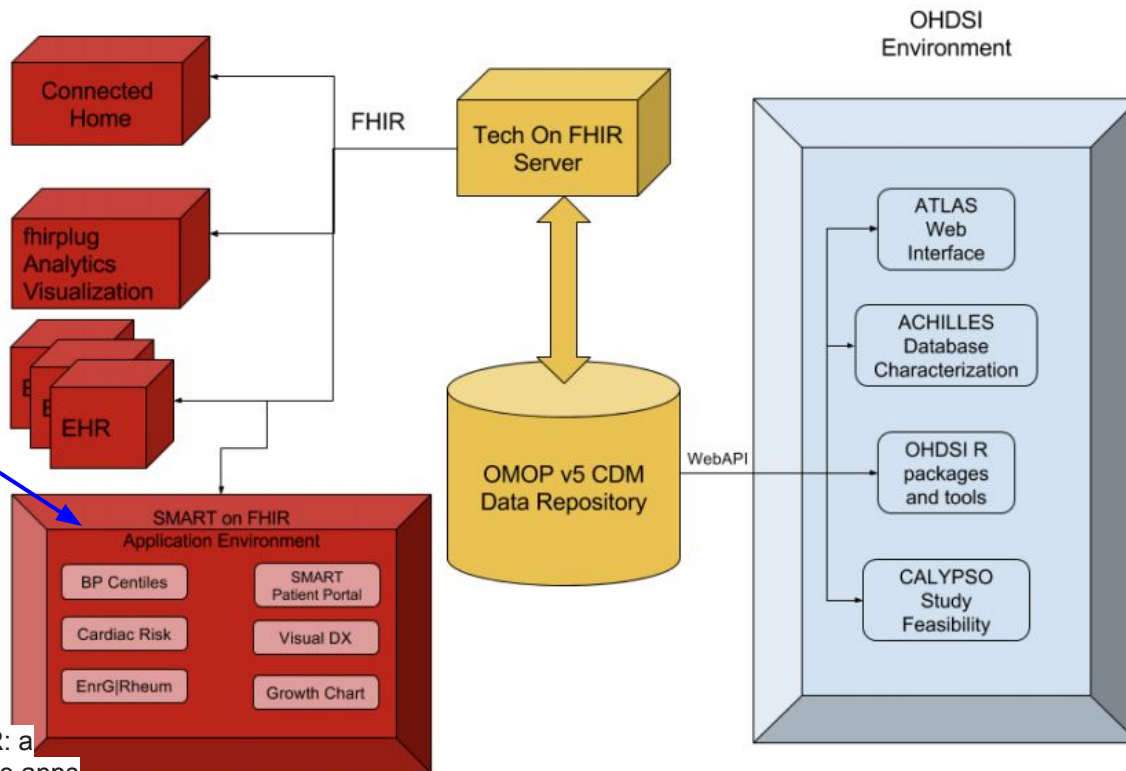 OHDSI
Environment
Connected
Home
FHIR
Tech On FHIR
Server
fhirplug
Analytics
Visualization
E
E
EHR
ATLAS
Web
Interface
ACHILLES
Database
Characterization
OMOP v5 CDM
Data Repository
WebAPI
OHDSI R
packages
and tools
CALYPSO
Study
Feasibility
SMART on FHIR
Application Environment
BP Centiles
SMART
Patient Portal
Cardiac Risk
Visual DX
EnrG|Rheum
Growth Chart
: a
apps